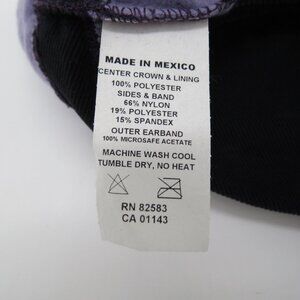 MADE IN MEXICO
CENTER CROWN & LINING
100% POLYESTER
SIDES & BAND
66% NYLON
19% POLYESTER
15% SPANDEX
OUTER EARBAND
100% MICROSAFE ACETATE
MACHINE WASH COOL
TUMBLE DRY, NO HEAT
RN 82583
CA 01143